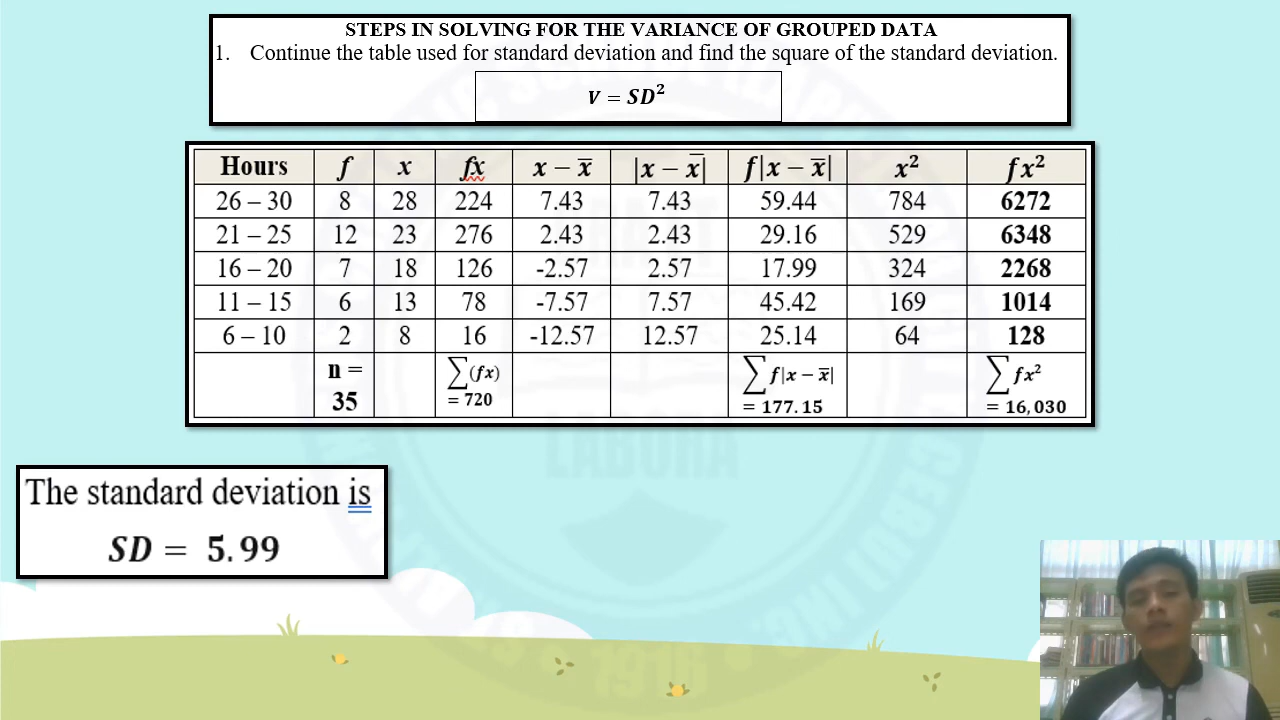 STEPS IN SOLVING FOR THE VARIANCE OF GROUPED DATA
1. Continue the table used for standard deviation and find the square of the standard deviation.
V = SD²
Hours f x fx x − x̅ |x − x̅| f|x − x̅| x² fx²
26 – 30 8 28 224 7.43 7.43 59.44 784 6272
21 – 25 12 23 276 2.43 2.43 29.16 529 6348
16 – 20 7 18 126 -2.57 2.57 17.99 324 2268
11 – 15 6 13 78 -7.57 7.57 45.42 169 1014
6 – 10 2 8 16 -12.57 12.57 25.14 64 128
n = ∑(fx) ∑f|x − x̅| ∑fx²
35 = 720 = 177.15 = 16,030
LABORA
The standard deviation is
SD = 5.99
1918